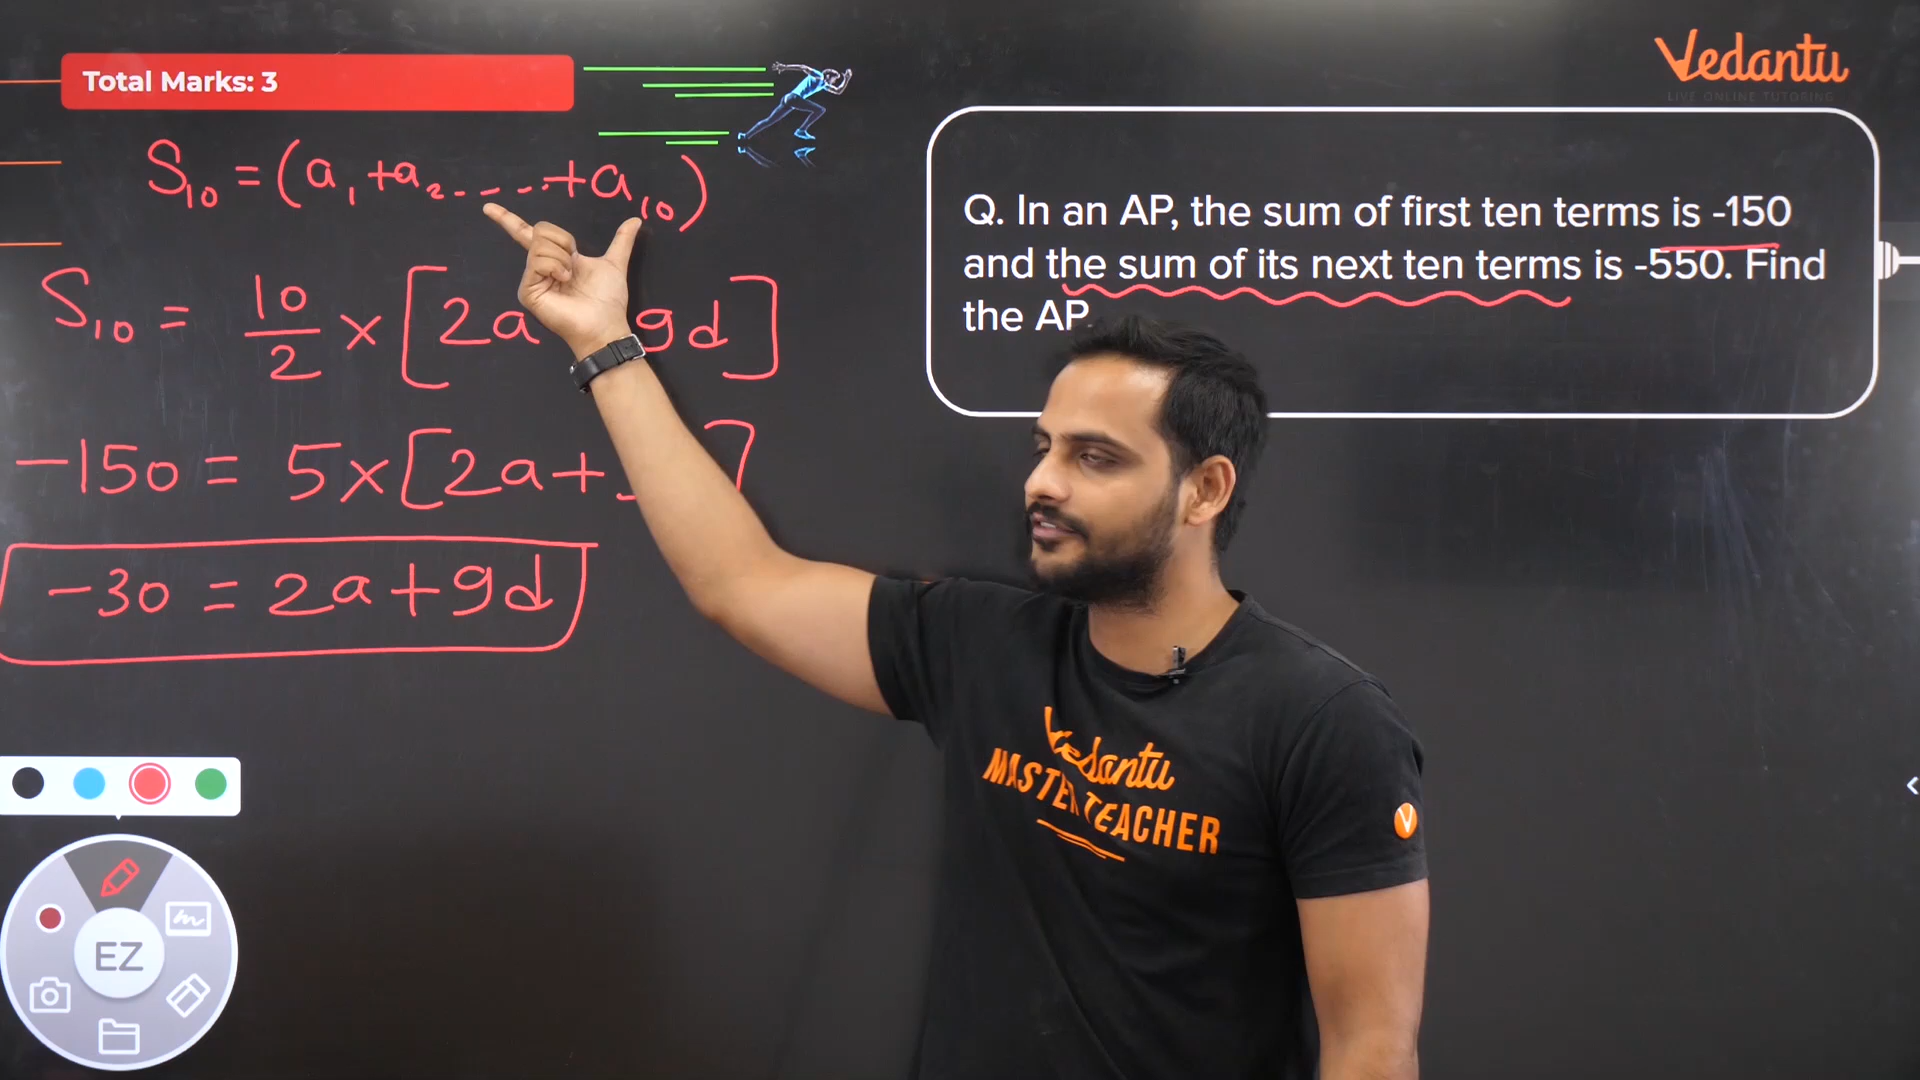 Total Marks: 3
Vedantu
LIVE ONLINE TUTORING
S10 = (a1 + a2 ..... + a10)
Q. In an AP, the sum of first ten terms is -150
and the sum of its next ten terms is -550. Find
the AP
S10 = 10/2 × [2a 9d]
-150 = 5 × [2a + ]
-30 = 2a + 9d
Vedantu
MASTER TEACHER
V
EZ